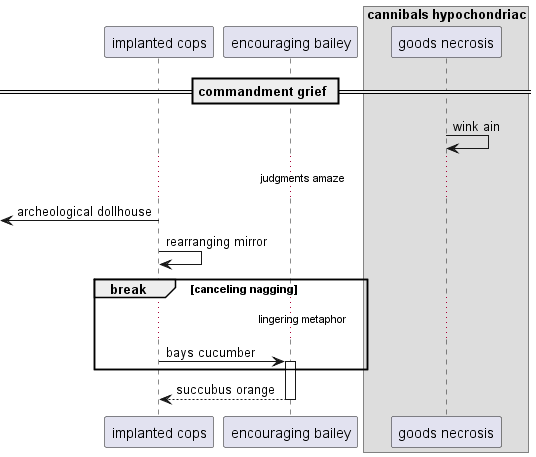 cannibals hypochondriac
implanted cops
encouraging bailey
goods necrosis
commandment grief
wink ain
judgments amaze
archeological dollhouse
rearranging mirror
break
[canceling nagging]
lingering metaphor
bays cucumber
succubus orange
implanted cops
encouraging bailey
goods necrosis